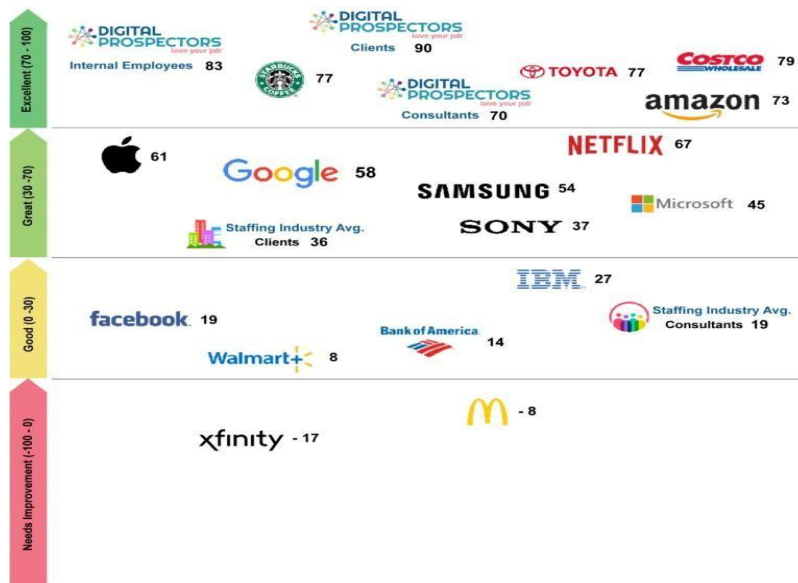 Excellent (70 - 100)
DIGITAL
PROSPECTORS
love your job
Internal Employees 83
DIGITAL
PROSPECTORS
love your job
Clients 90
STARBUCKS
COFFEE
77
DIGITAL
PROSPECTORS
love your job
Consultants 70
TOYOTA 77
COSTCO
WHOLESALE
79
amazon 73
Great (30 -70)
61
Google 58
NETFLIX 67
SAMSUNG 54
Microsoft 45
SONY 37
Staffing Industry Avg.
Clients 36
Good (0 -30)
IBM 27
facebook 19
Staffing Industry Avg.
Consultants 19
Bank of America
14
Walmart+ 8
Needs Improvement (-100 - 0)
- 8
xfinity - 17